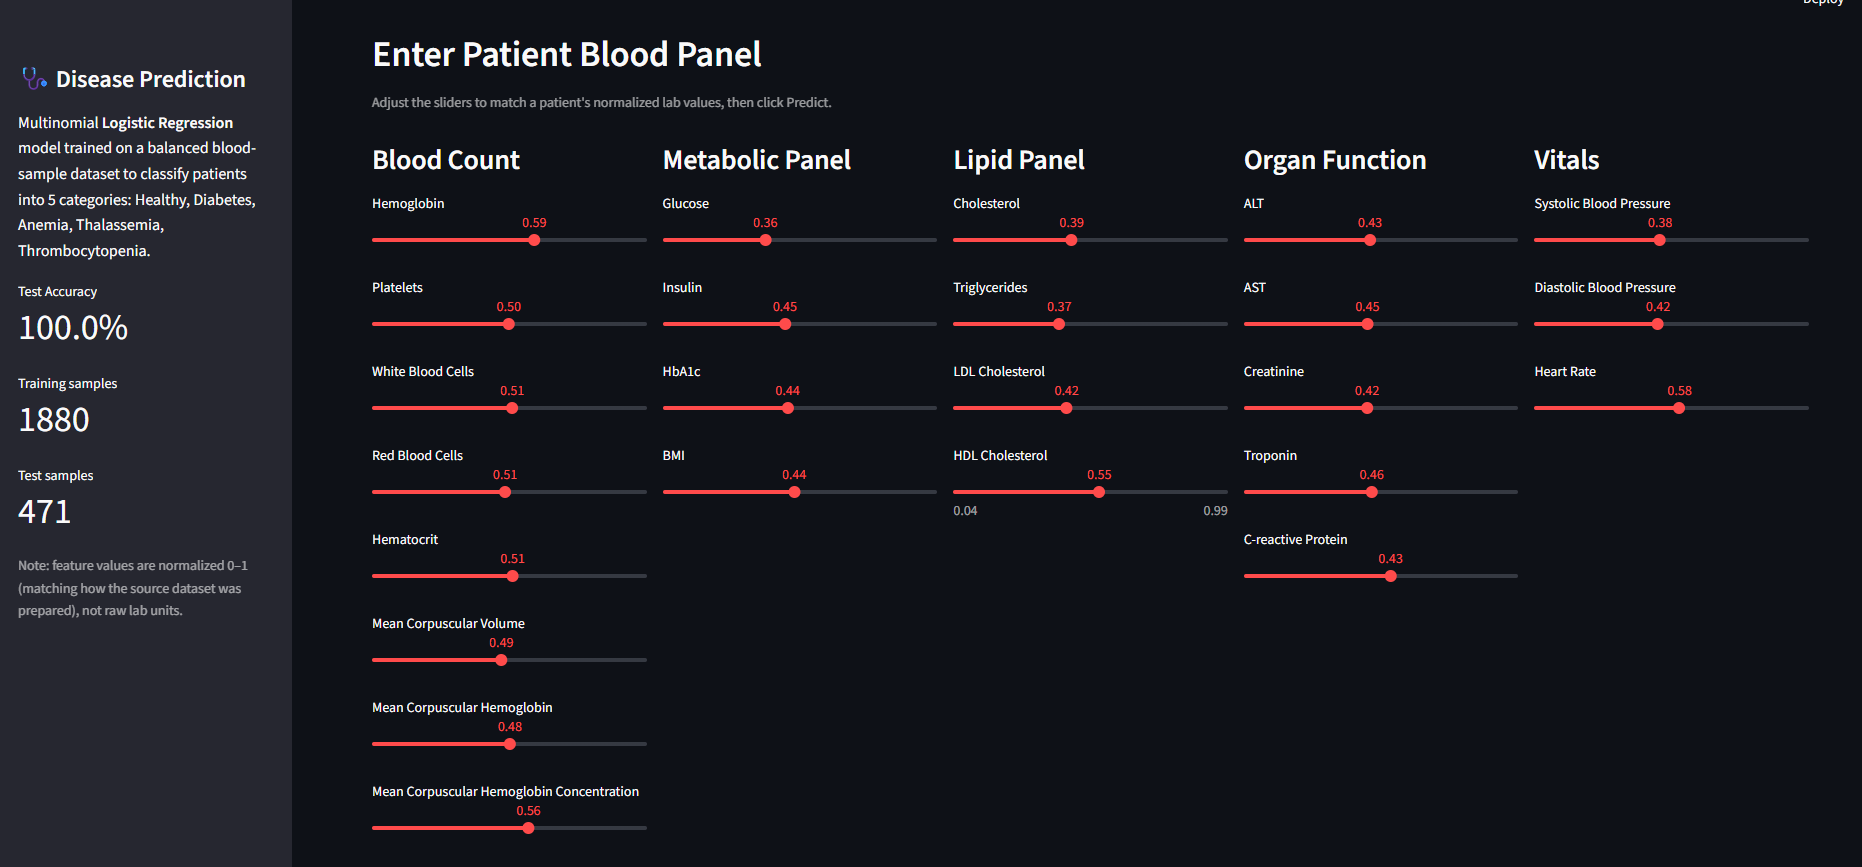 Deploy
Disease Prediction
Multinomial Logistic Regression
model trained on a balanced blood-
sample dataset to classify patients
into 5 categories: Healthy, Diabetes,
Anemia, Thalassemia,
Thrombocytopenia.
Test Accuracy
100.0%
Training samples
1880
Test samples
471
Note: feature values are normalized 0–1
(matching how the source dataset was
prepared), not raw lab units.
Enter Patient Blood Panel
Adjust the sliders to match a patient's normalized lab values, then click Predict.
Blood Count
Hemoglobin
0.59
Platelets
0.50
White Blood Cells
0.51
Red Blood Cells
0.51
Hematocrit
0.51
Mean Corpuscular Volume
0.49
Mean Corpuscular Hemoglobin
0.48
Mean Corpuscular Hemoglobin Concentration
0.56
Metabolic Panel
Glucose
0.36
Insulin
0.45
HbA1c
0.44
BMI
0.44
Lipid Panel
Cholesterol
0.39
Triglycerides
0.37
LDL Cholesterol
0.42
HDL Cholesterol
0.55
0.04 0.99
Organ Function
ALT
0.43
AST
0.45
Creatinine
0.42
Troponin
0.46
C-reactive Protein
0.43
Vitals
Systolic Blood Pressure
0.38
Diastolic Blood Pressure
0.42
Heart Rate
0.58